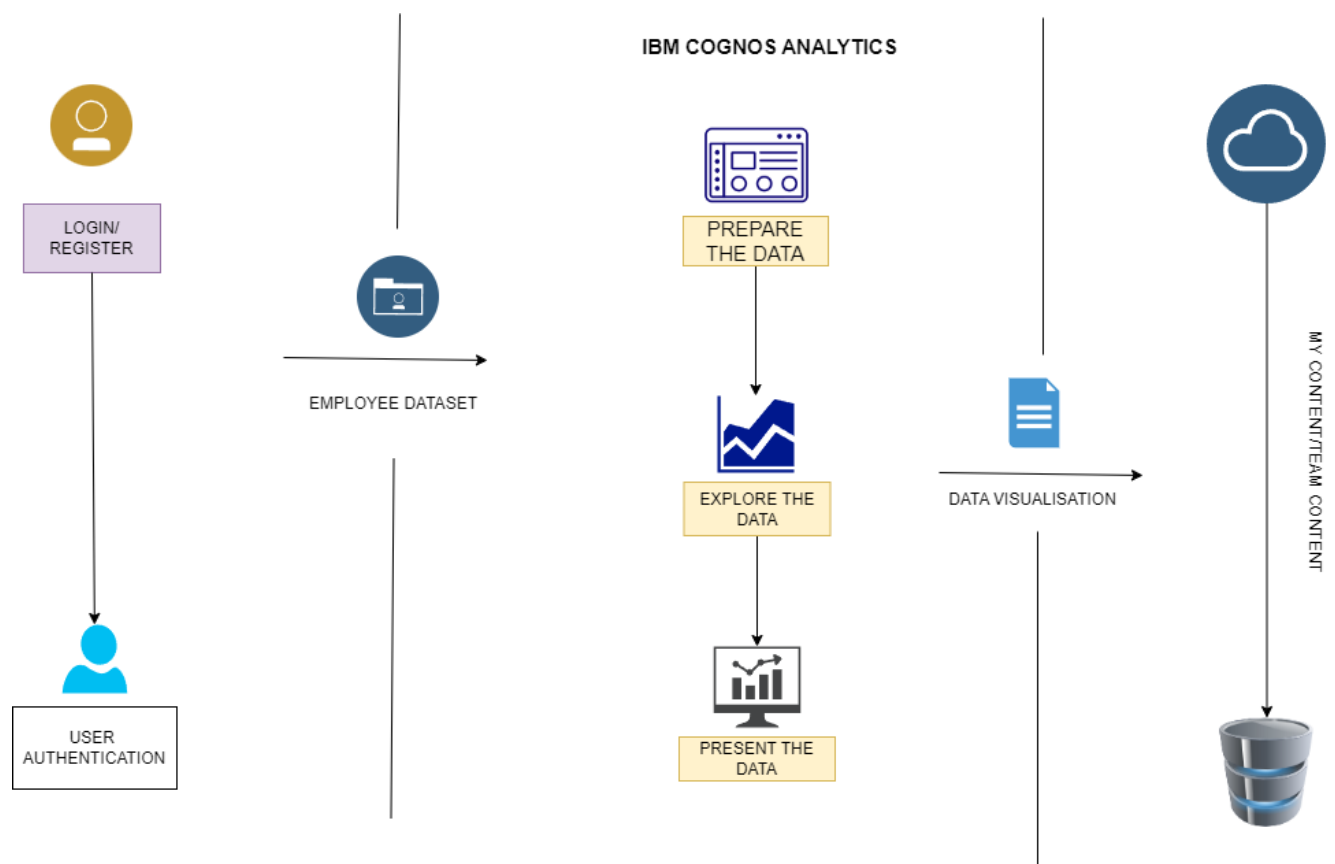 IBM COGNOS ANALYTICS
LOGIN/
REGISTER
USER
AUTHENTICATION
EMPLOYEE DATASET
PREPARE
THE DATA
EXPLORE THE
DATA
PRESENT THE
DATA
DATA VISUALISATION
MY CONTENT/TEAM CONTENT